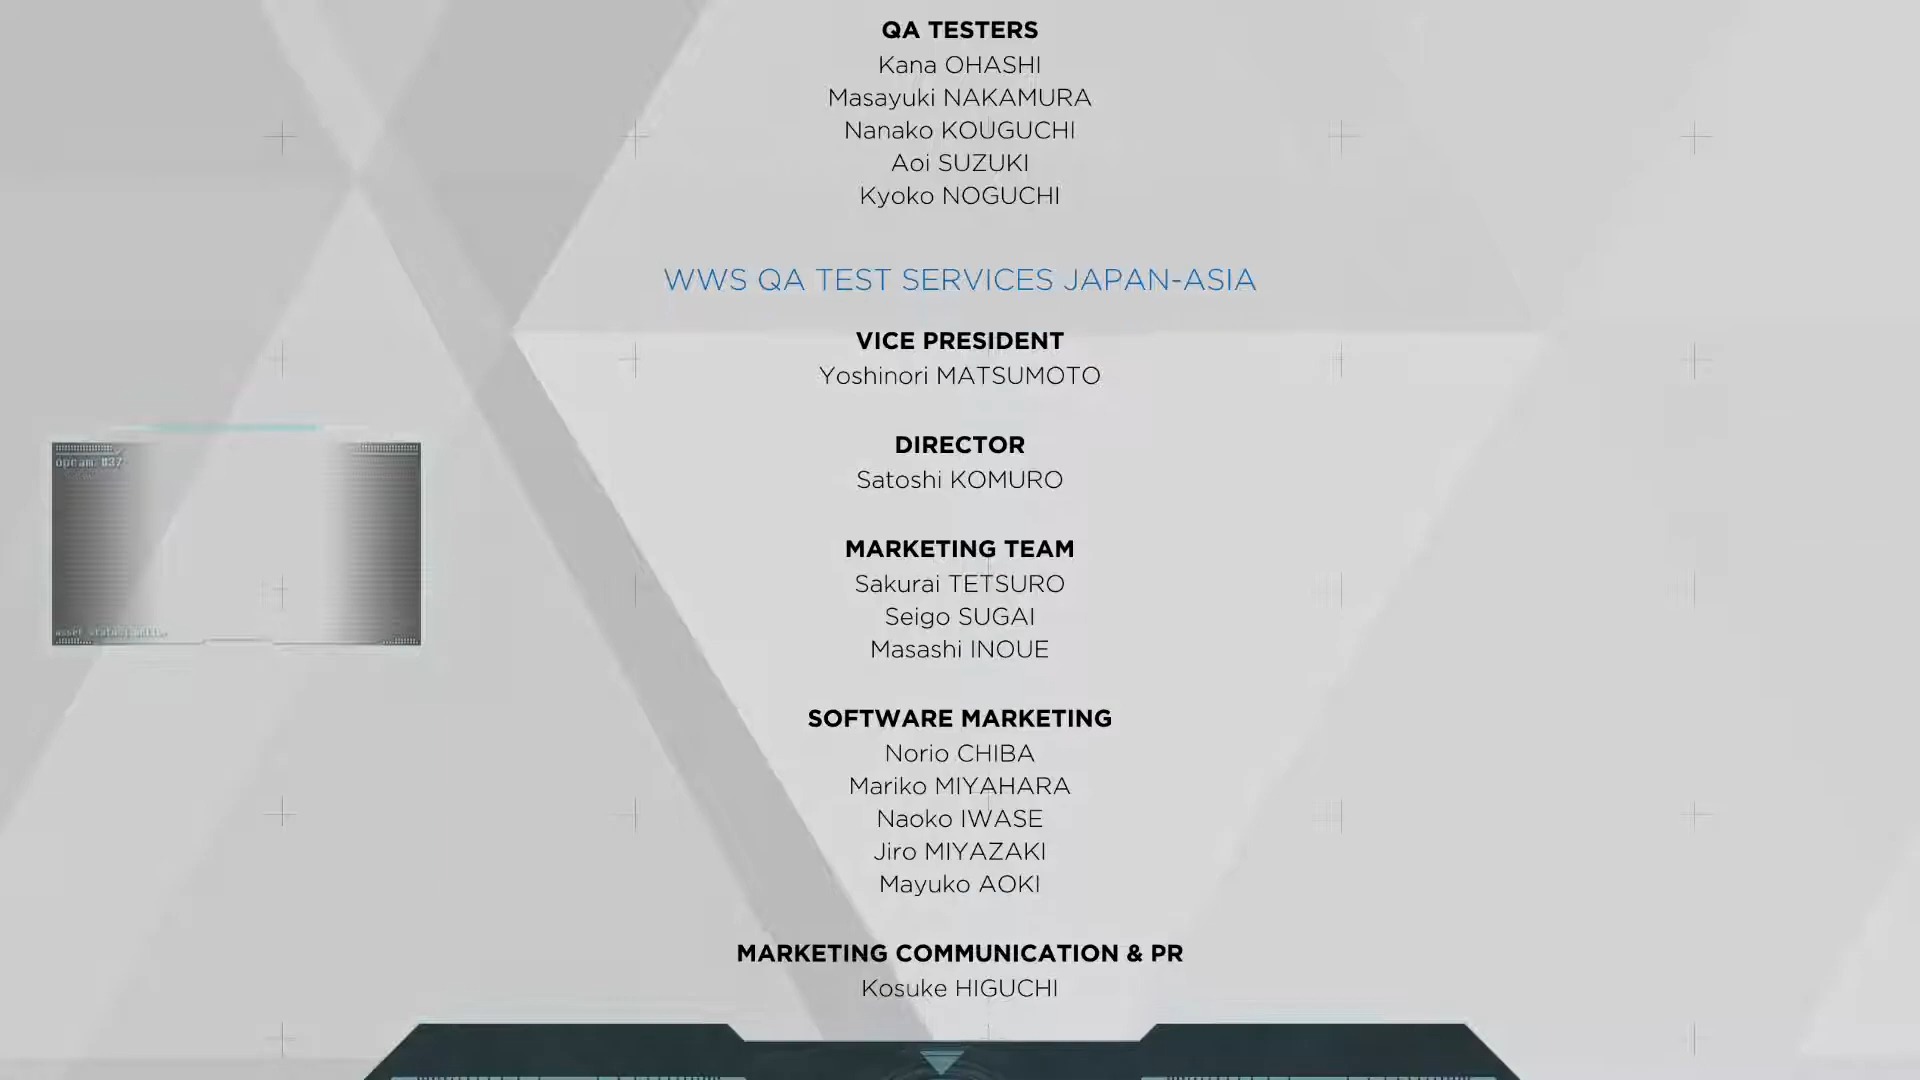 QA TESTERS
Kana OHASHI
Masayuki NAKAMURA
Nanako KOUGUCHI
Aoi SUZUKI
Kyoko NOGUCHI
WWS QA TEST SERVICES JAPAN-ASIA
VICE PRESIDENT
Yoshinori MATSUMOTO
DIRECTOR
Satoshi KOMURO
opcam 037
MARKETING TEAM
Sakurai TETSURO
Seigo SUGAI
Masashi INOUE
SOFTWARE MARKETING
Norio CHIBA
Mariko MIYAHARA
Naoko IWASE
Jiro MIYAZAKI
Mayuko AOKI
MARKETING COMMUNICATION & PR
Kosuke HIGUCHI